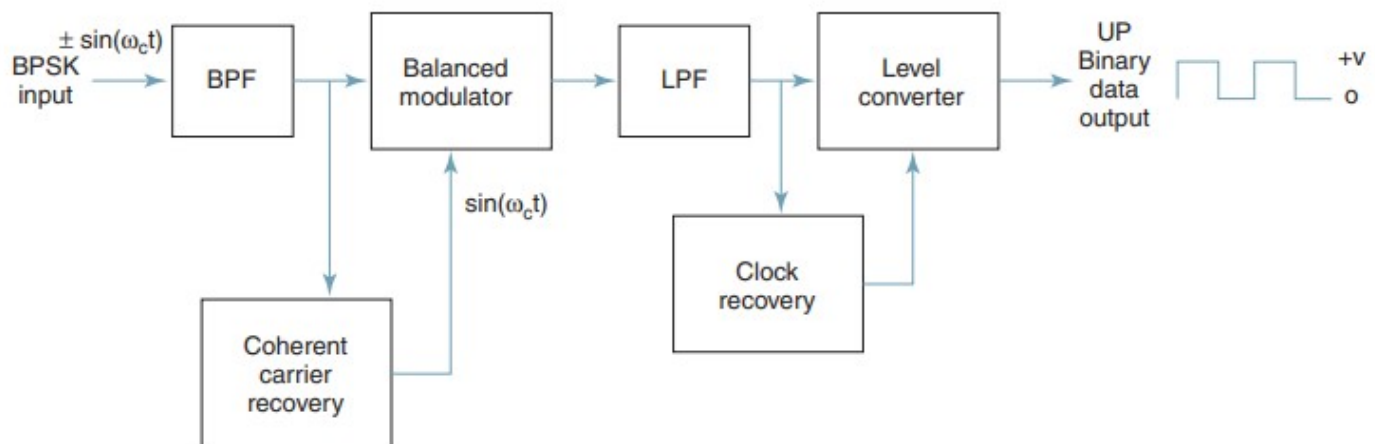 ± sin(ωct)
BPSK
input
BPF
Balanced
modulator
LPF
Level
converter
UP
Binary
data
output
+v
o
sin(ωct)
Coherent
carrier
recovery
Clock
recovery